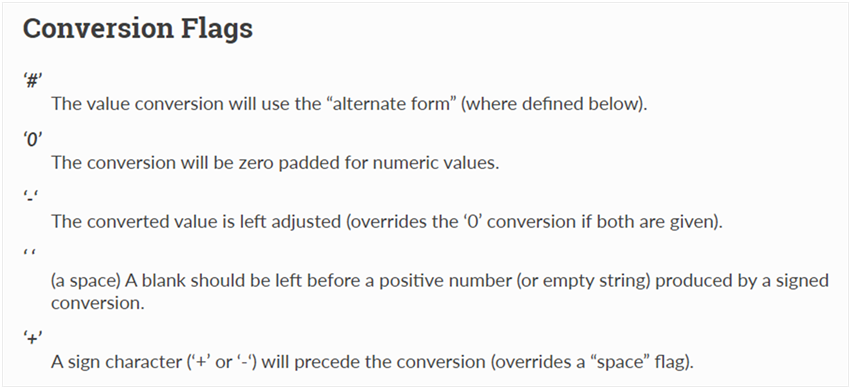 Conversion Flags
‘#’
The value conversion will use the “alternate form” (where defined below).
‘0’
The conversion will be zero padded for numeric values.
‘-‘
The converted value is left adjusted (overrides the ‘0’ conversion if both are given).
‘ ‘
(a space) A blank should be left before a positive number (or empty string) produced by a signed
conversion.
‘+’
A sign character (‘+’ or ‘-‘) will precede the conversion (overrides a “space” flag).